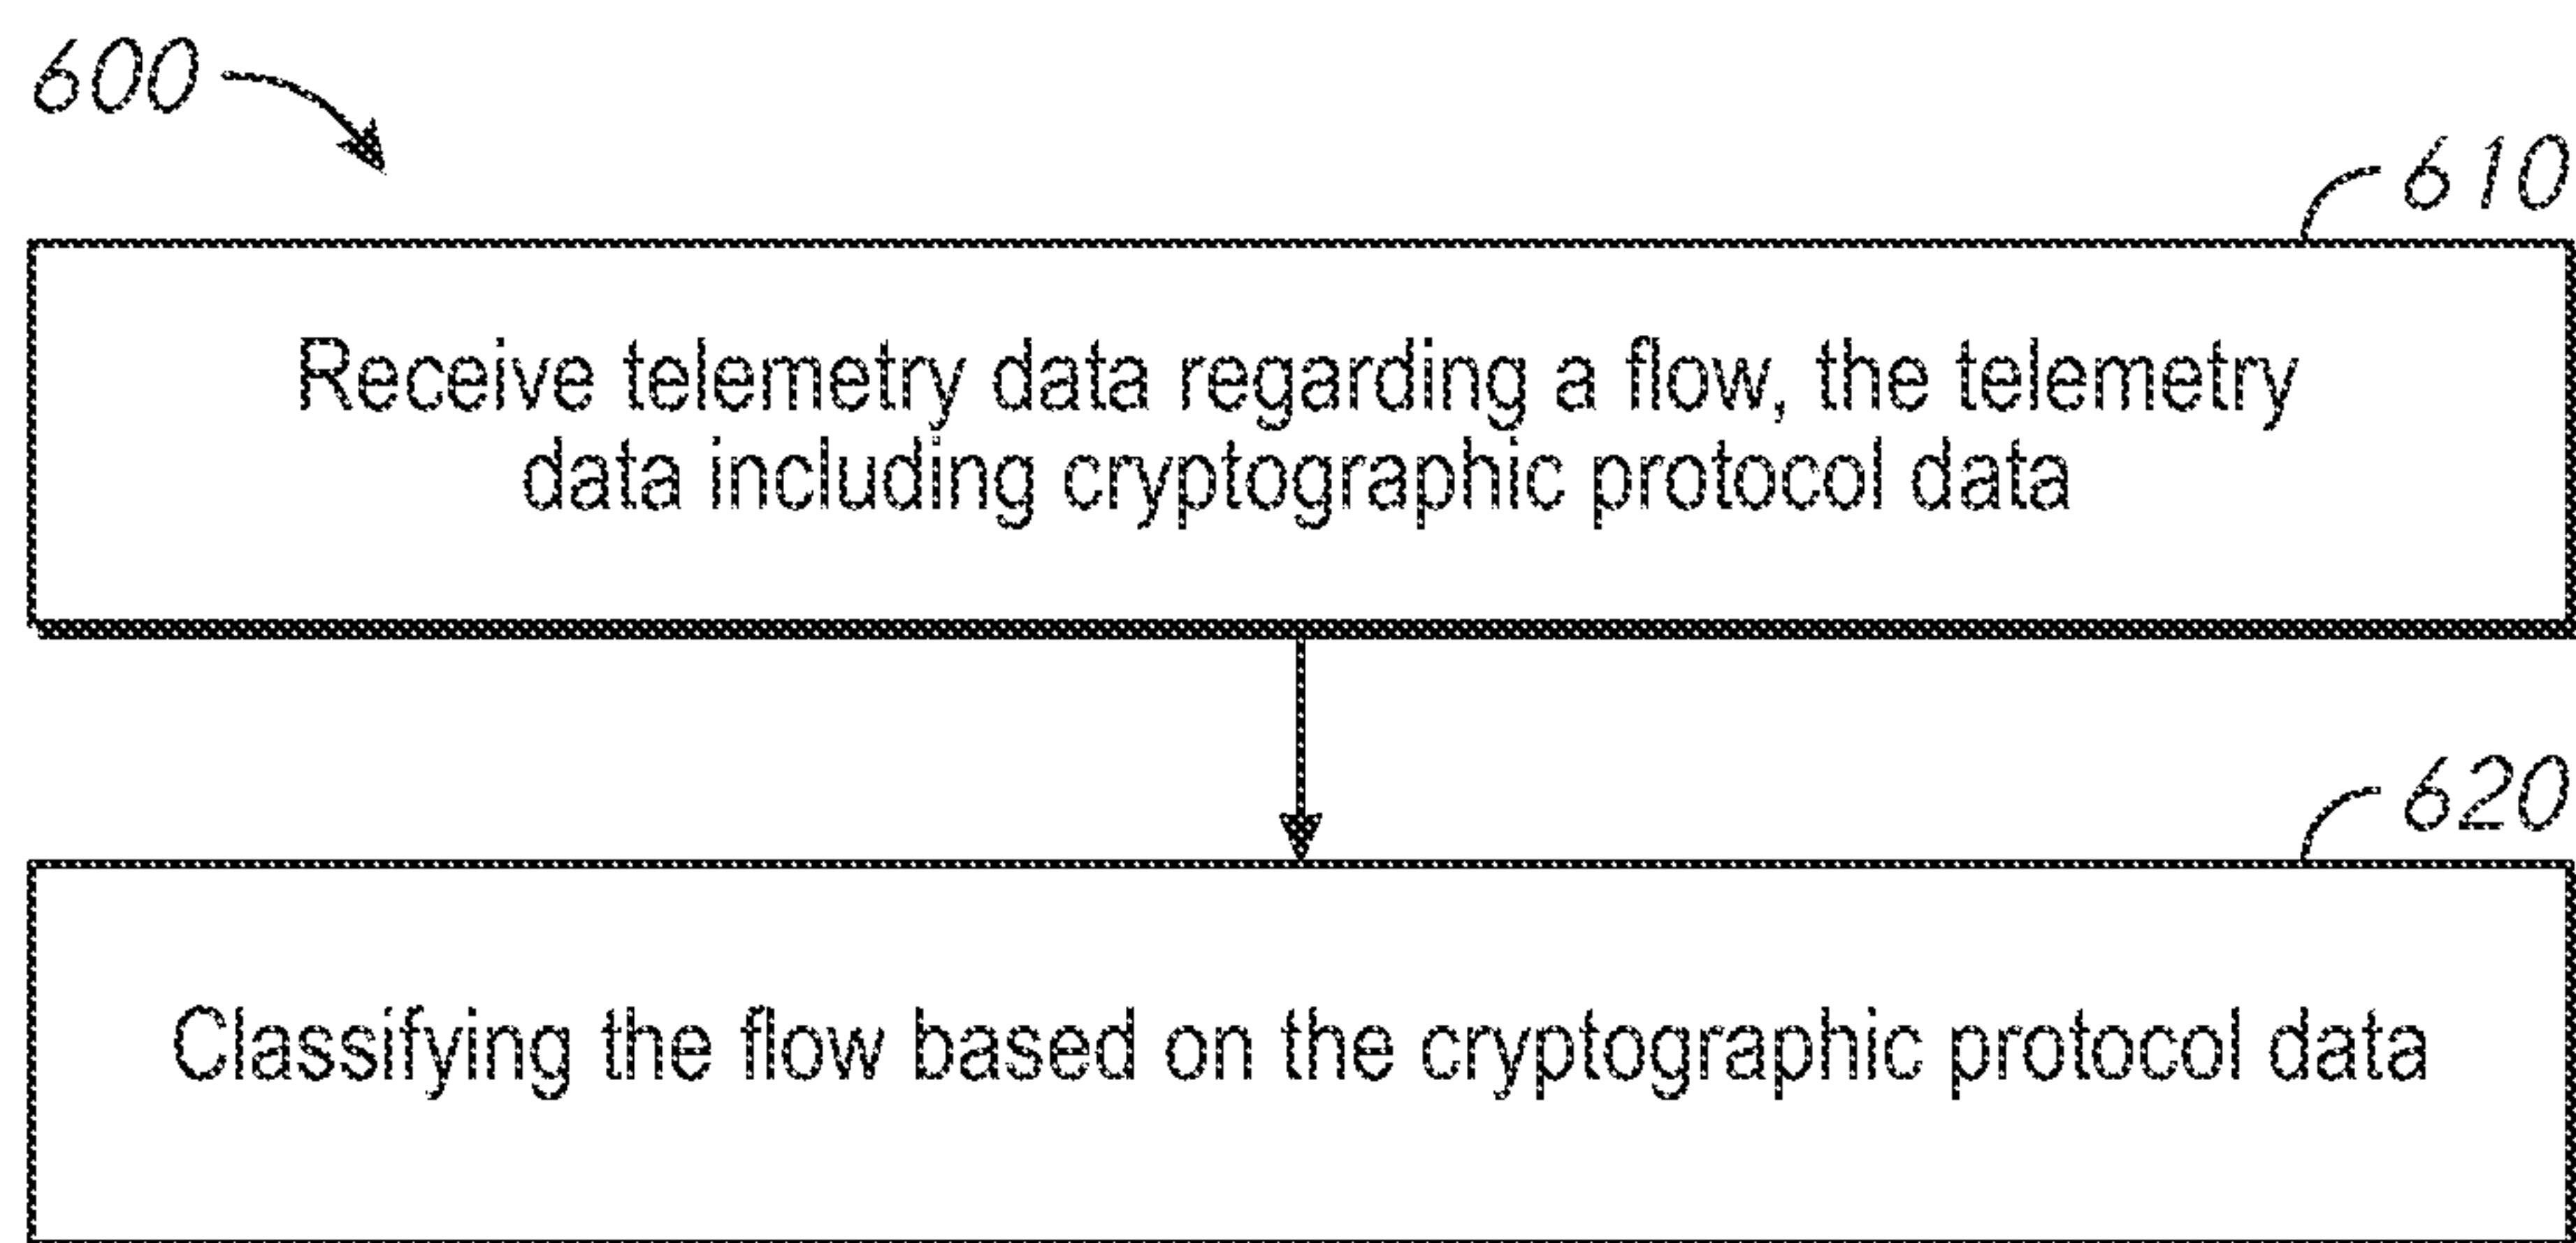 600
610
Receive telemetry data regarding a flow, the telemetry
data including cryptographic protocol data
620
Classifying the flow based on the cryptographic protocol data